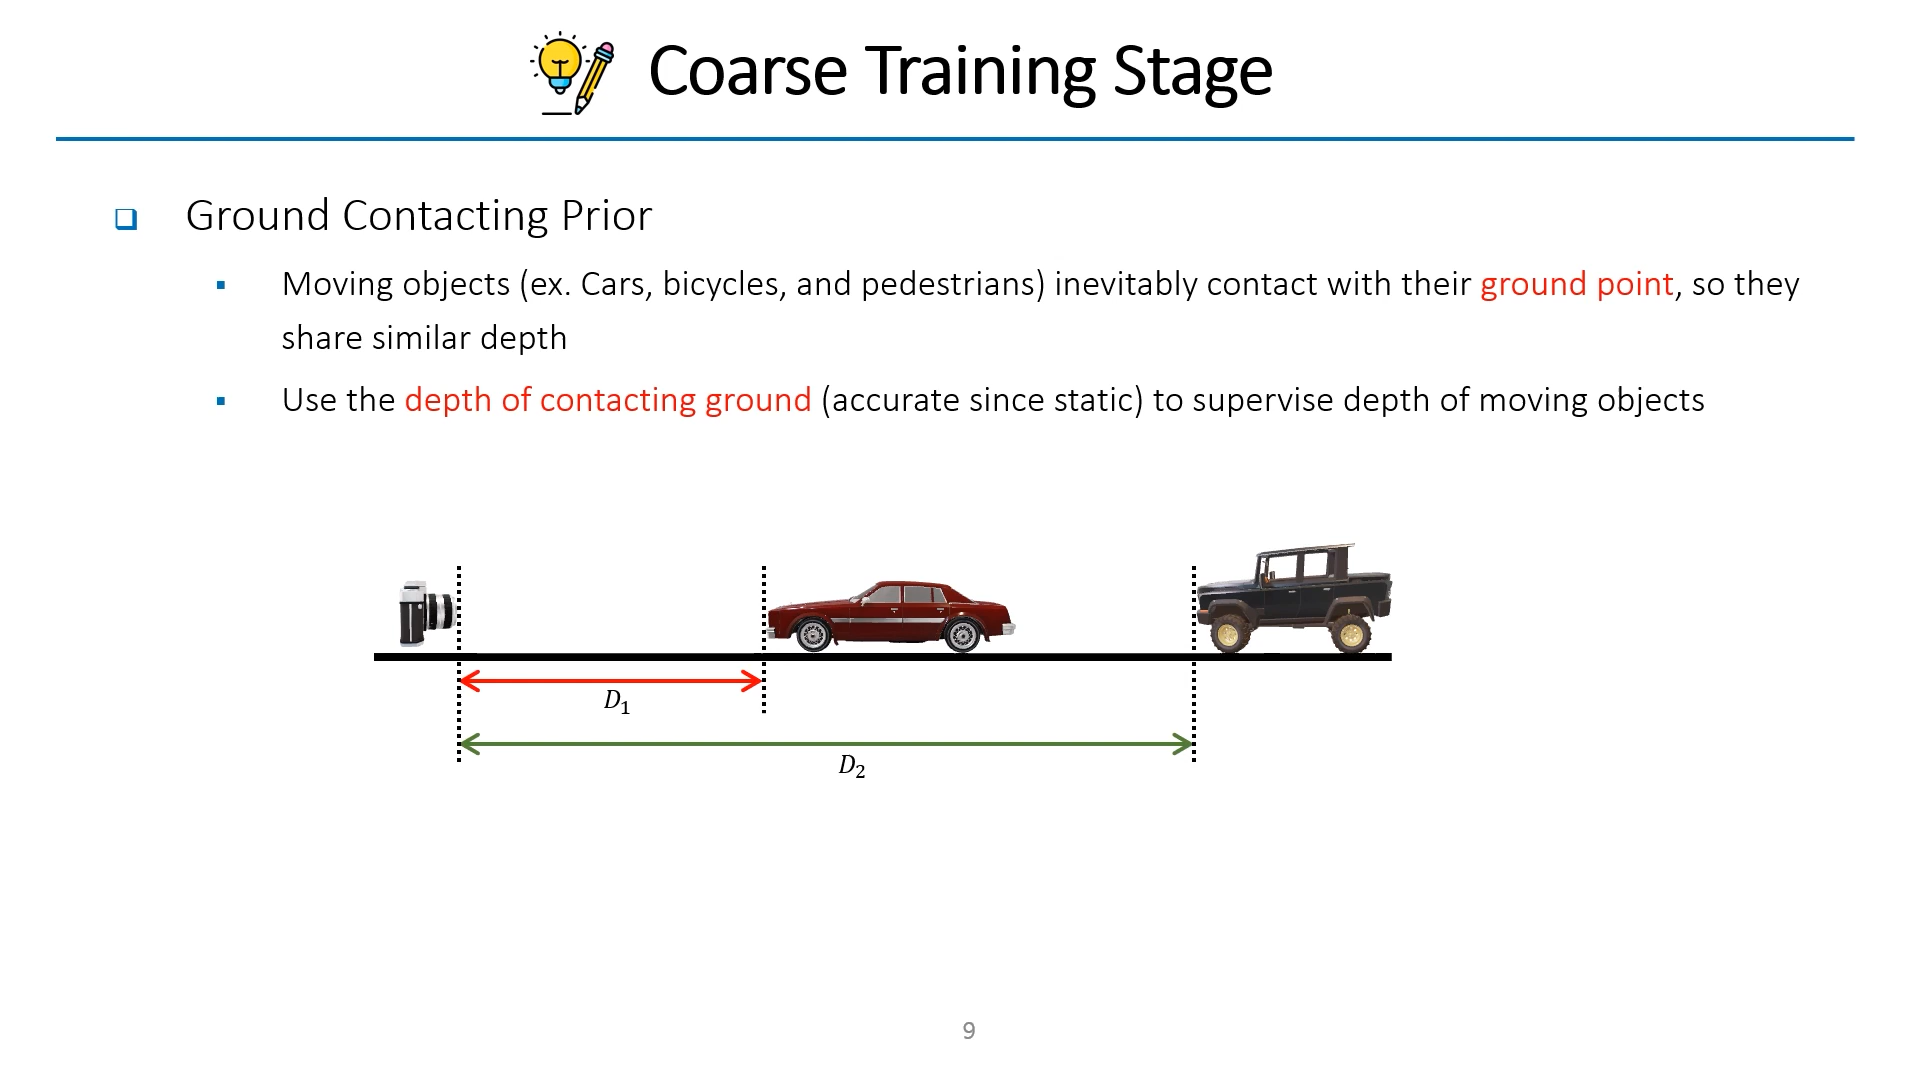 Coarse Training Stage
Ground Contacting Prior
Moving objects (ex. Cars, bicycles, and pedestrians) inevitably contact with their ground point, so they
share similar depth
Use the depth of contacting ground (accurate since static) to supervise depth of moving objects
D₁
D₂
9